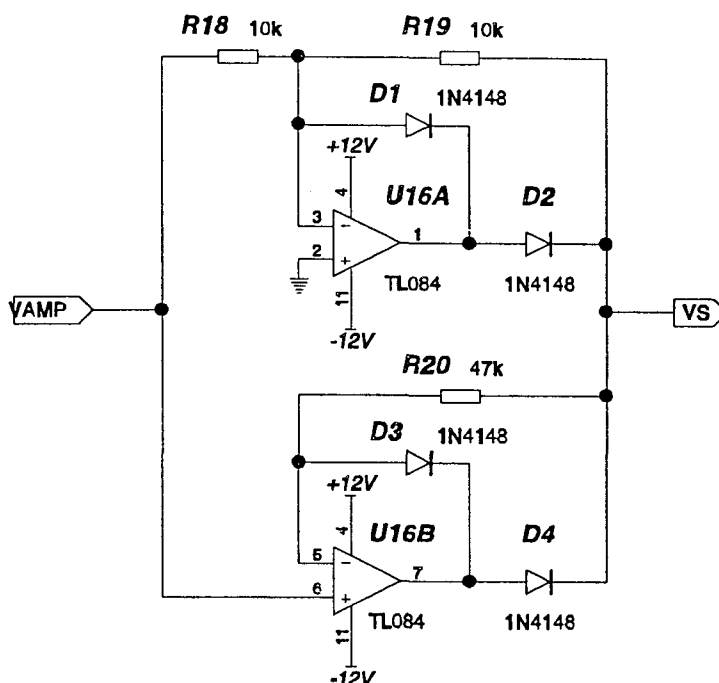 R18 10k
R19 10k
D1 1N4148
+12V
4
U16A
D2
3
-
1
2
+
TL084
1N4148
11
-12V
VAMP
VS
R20 47k
D3 1N4148
+12V
4
U16B
D4
5
-
7
6
+
TL084
1N4148
11
-12V